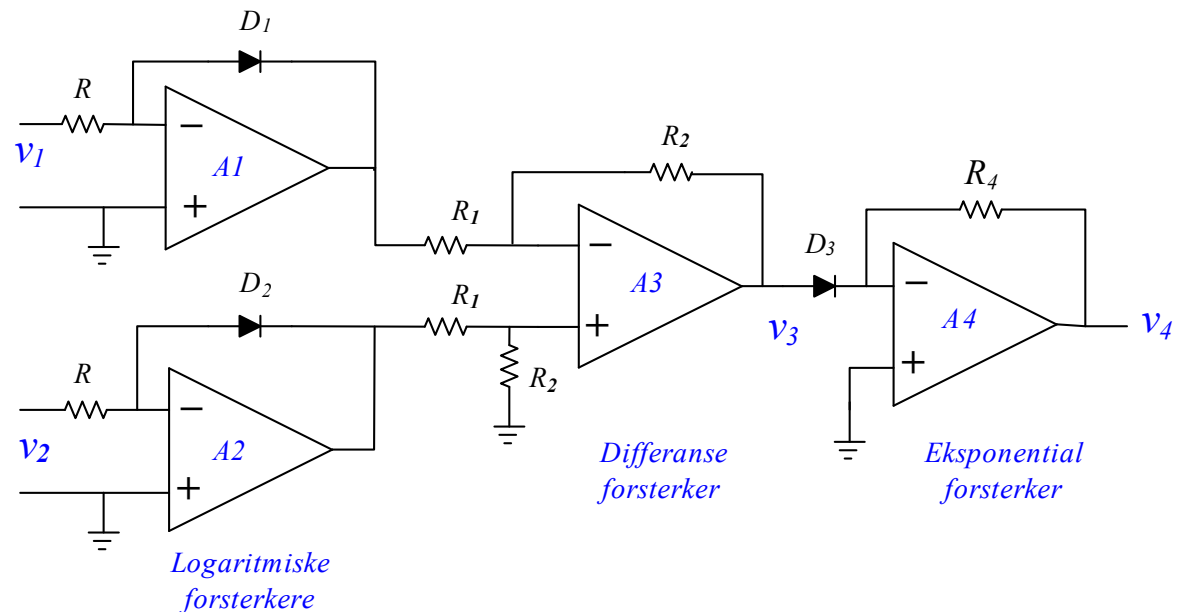 D1
R
−
v1
A1
+
R2
R4
R1
−
D3
D2
R1
A3
−
+
v3
A4
v4
R
R2
+
−
v2
A2
Differanse
forsterker
Eksponential
forsterker
+
Logaritmiske
forsterkere